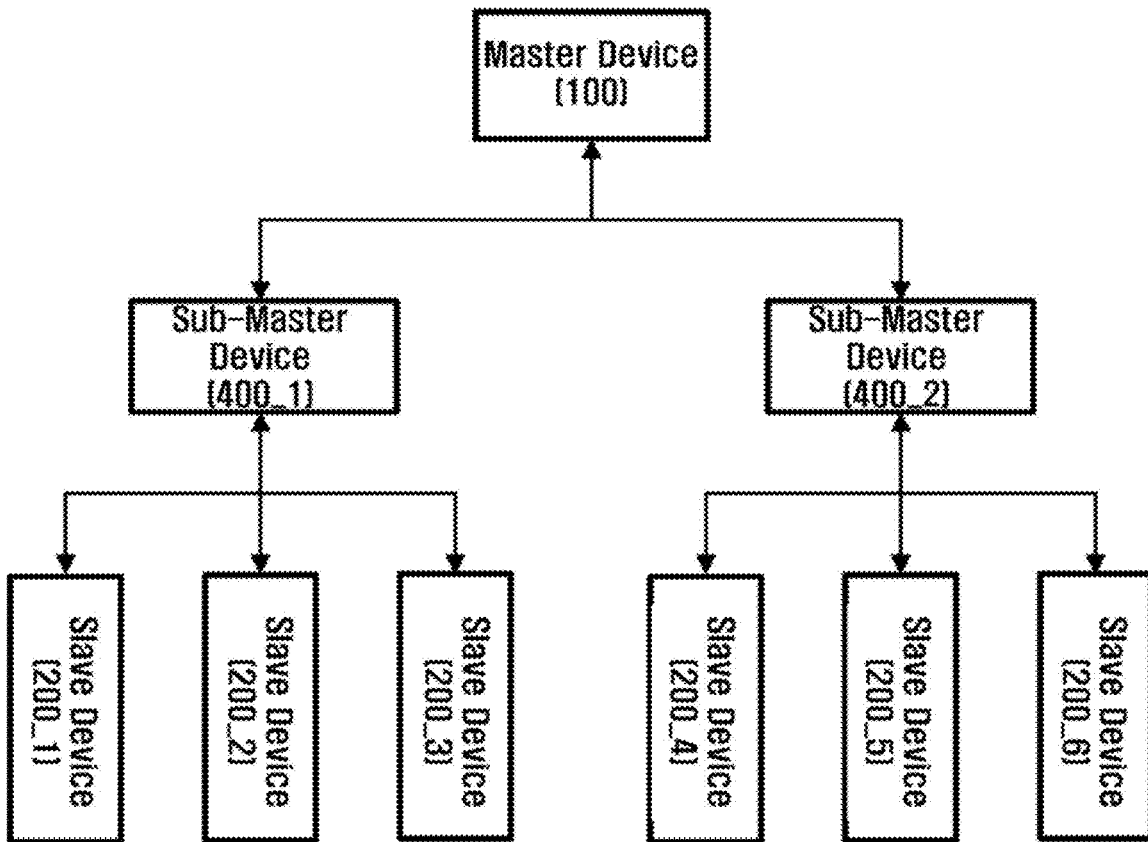 Master Device
(100)
Sub-Master
Device
(400_1)
Sub-Master
Device
(400_2)
Slave Device
(200_1)
Slave Device
(200_2)
Slave Device
(200_3)
Slave Device
(200_4)
Slave Device
(200_5)
Slave Device
(200_6)